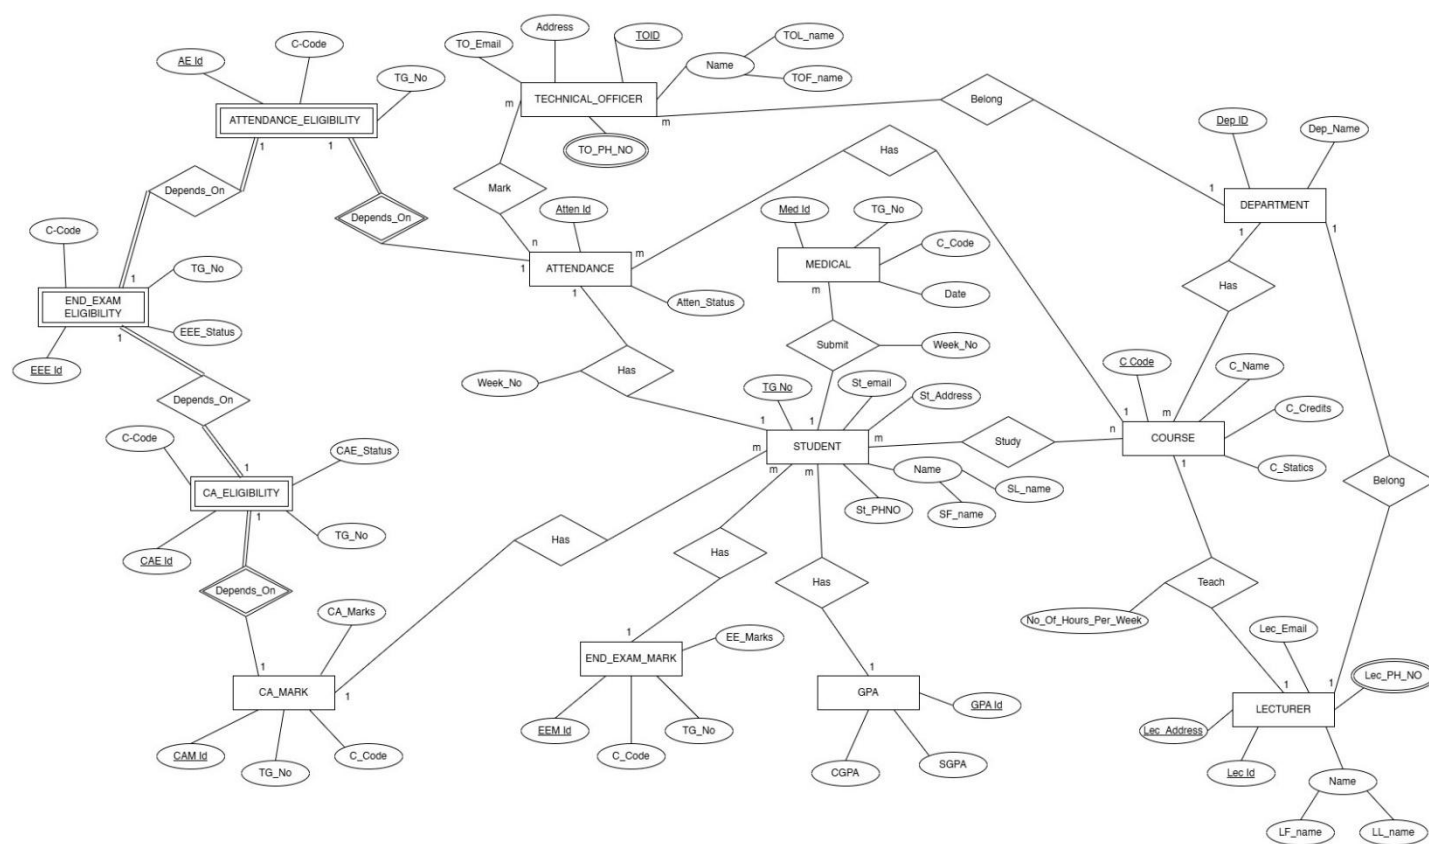 Address
TOID
TOL_name
C-Code
TO_Email
Name
AE Id
TG_No
TOF_name
TECHNICAL_OFFICER
m
m
Belong
ATTENDANCE_ELIGIBILITY
1
1
TO_PH_NO
Has
Dep ID
Dep_Name
Depends_On
Mark
Depends_On
Atten Id
Med Id
TG_No
1
DEPARTMENT
1
1
C-Code
n
m
C_Code
1
ATTENDANCE
MEDICAL
TG_No
1
1
m
Date
Has
END_EXAM
ELIGIBILITY
Atten_Status
EEE_Status
1
Submit
Week_No
EEE Id
Has
Week_No
TG No
St_email
C Code
C_Name
Depends_On
St_Address
C_Credits
1
1
1
m
C-Code
m
STUDENT
m
Study
n
COURSE
CAE_Status
m
m
1
C_Statics
1
Name
SL_name
Belong
CA_ELIGIBILITY
1
St_PHNO
SF_name
TG_No
Has
CAE Id
Has
Has
Teach
Depends_On
CA_Marks
No_Of_Hours_Per_Week
Lec_Email
1
EE_Marks
END_EXAM_MARK
1
1
1
1
Lec_PH_NO
CA_MARK
1
GPA
GPA Id
LECTURER
Lec_Address
EEM Id
TG_No
CAM Id
C_Code
C_Code
TG_No
CGPA
SGPA
Lec Id
Name
LF_name
LL_name